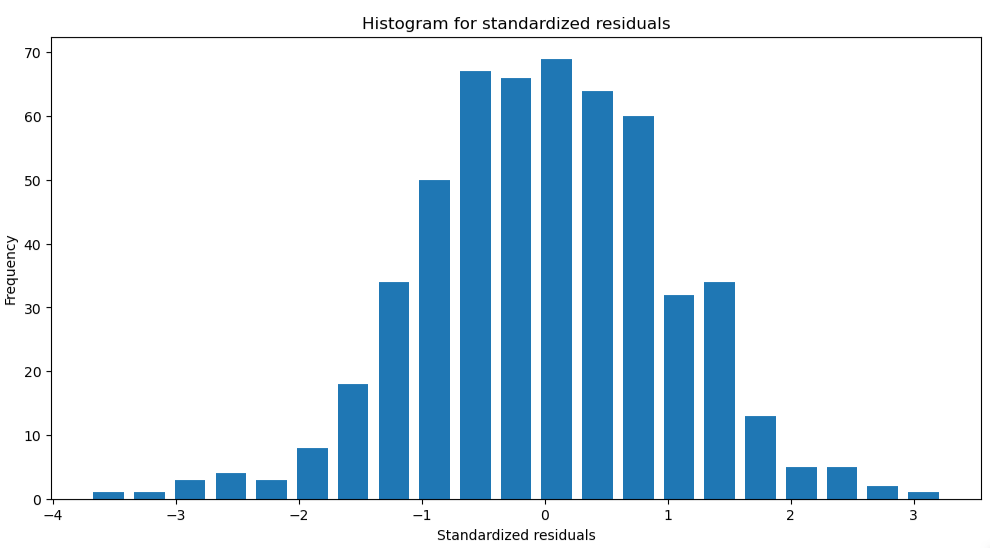 Histogram for standardized residuals
Frequency
70
60
50
40
30
20
10
0
−4 −3 −2 −1 0 1 2 3
Standardized residuals